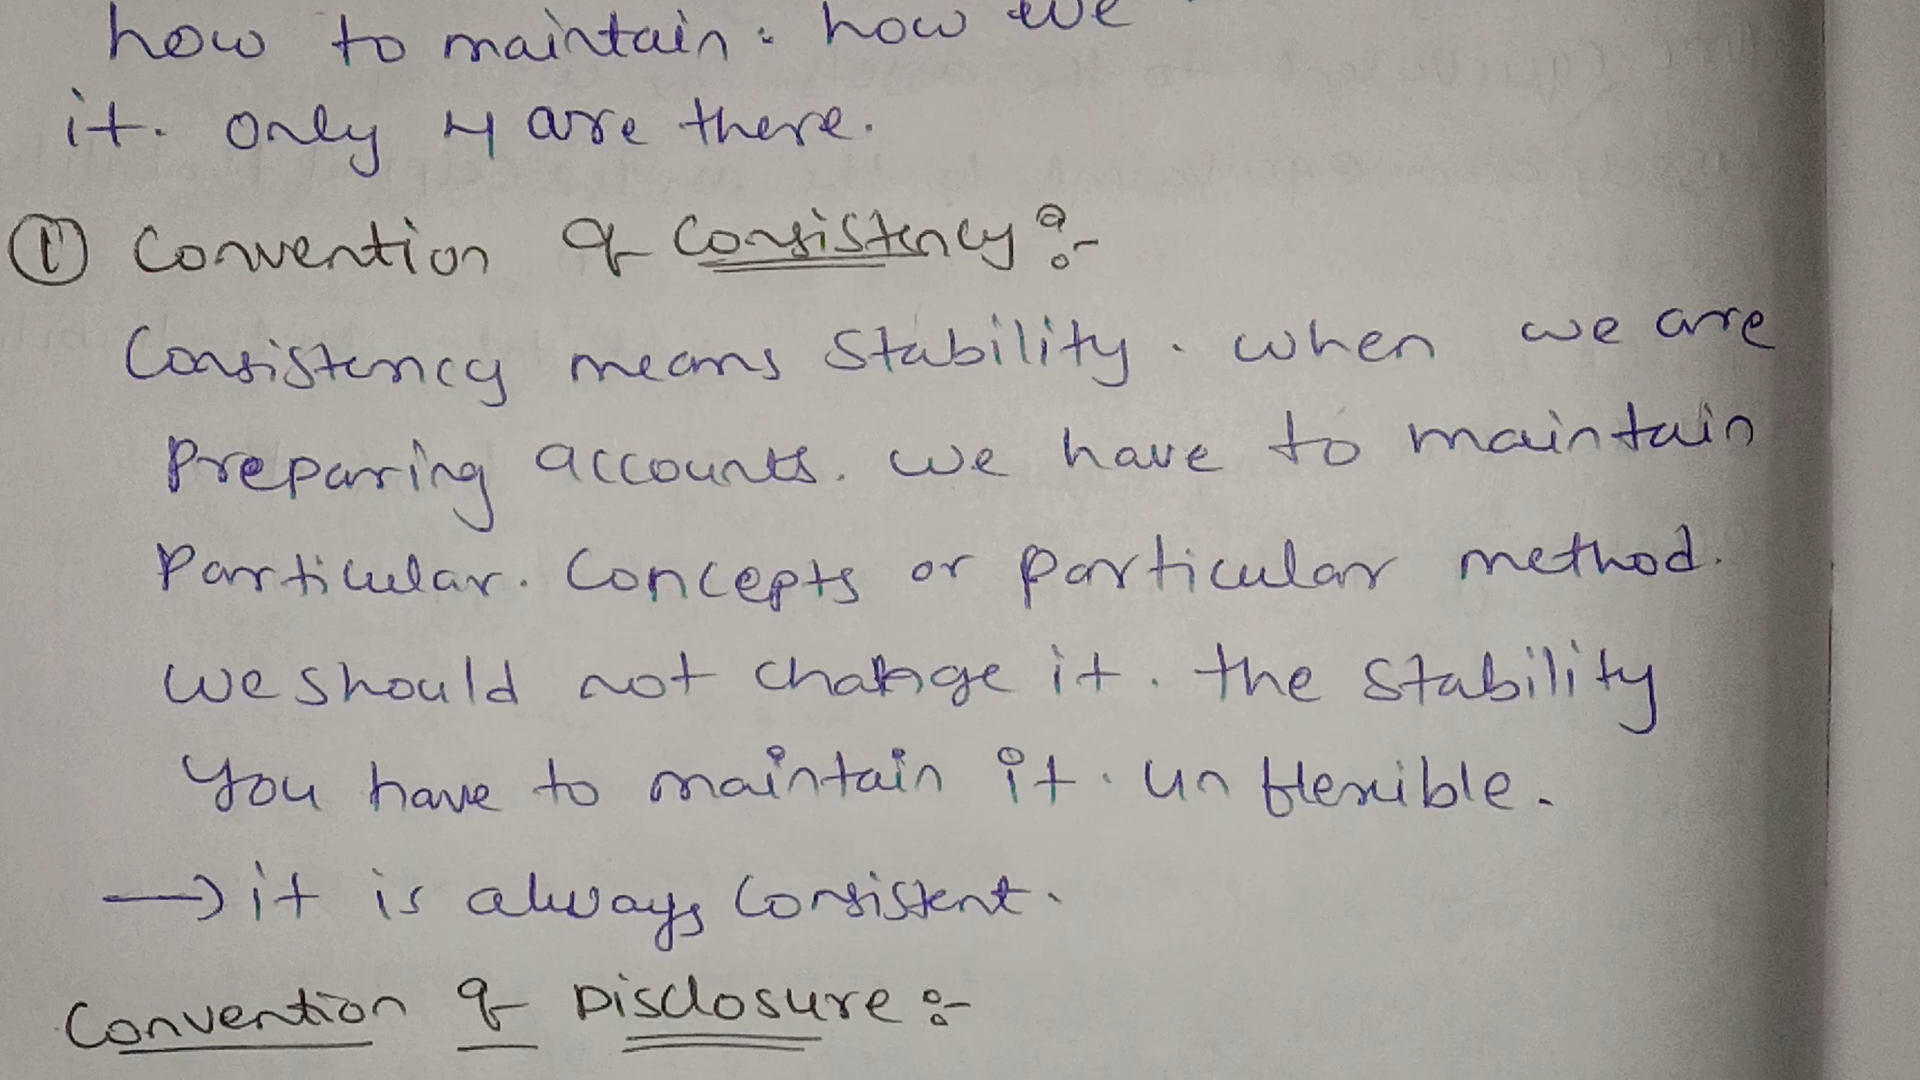 how to maintain. how we
it. only 4 are there.
① Convention of Consistency:-
Consistency means Stability. when we are
Preparing accounts. we have to maintain
Particular. Concepts or particular method.
we should not change it. the stability
You have to maintain it. un flexible.
→ it is always Consistent.
Convention of Disclosure:-